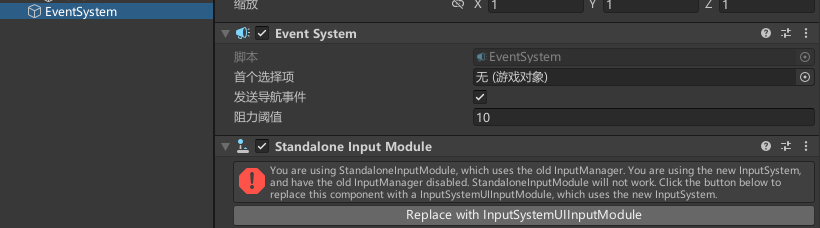 EventSystem
缩放
X 1 Y 1 Z 1
Event System
脚本 EventSystem
首个选择项 无 (游戏对象)
发送导航事件
阻力阈值 10
Standalone Input Module
You are using StandaloneInputModule, which uses the old InputManager. You are using the new InputSystem,
and have the old InputManager disabled. StandaloneInputModule will not work. Click the button below to
replace this component with a InputSystemUIInputModule, which uses the new InputSystem.
Replace with InputSystemUIInputModule